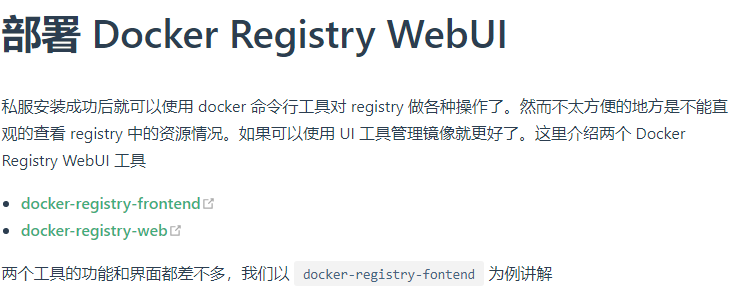 部署 Docker Registry WebUI
私服安装成功后就可以使用 docker 命令行工具对 registry 做各种操作了。然而不太方便的地方是不能直
观的查看 registry 中的资源情况。如果可以使用 UI 工具管理镜像就更好了。这里介绍两个 Docker
Registry WebUI 工具
docker-registry-frontend
docker-registry-web
两个工具的功能和界面都差不多，我们以 docker-registry-fontend 为例讲解